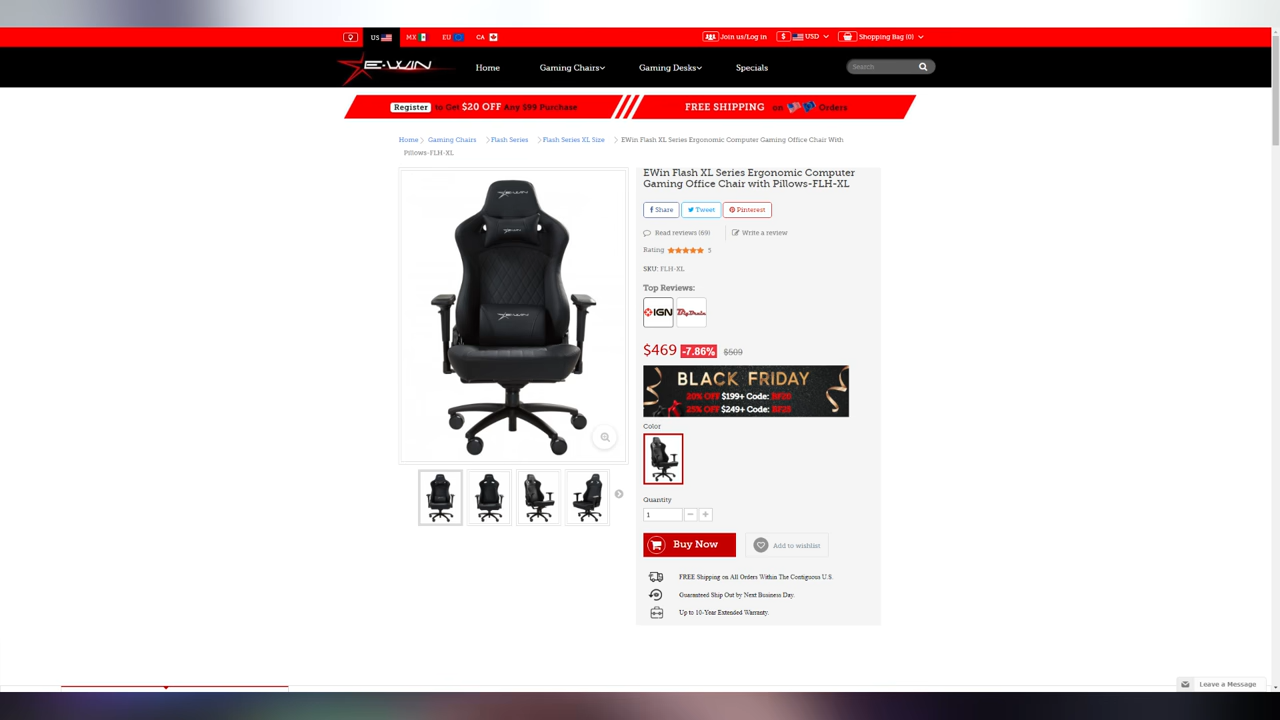 US
MX
EU
CA
Join us/Log in
$
USD
Shopping Bag (0)
E-WIN
Home
Gaming Chairs
Gaming Desks
Specials
Search
Register to Get $20 OFF Any $99 Purchase
FREE SHIPPING on Orders
Home
Gaming Chairs
Flash Series
Flash Series XL Size
EWin Flash XL Series Ergonomic Computer Gaming Office Chair With
Pillows-FLH-XL
EWin Flash XL Series Ergonomic Computer
Gaming Office Chair with Pillows-FLH-XL
Share
Tweet
Pinterest
Read reviews (69)
Write a review
Rating
5
SKU: FLH-XL
Top Reviews:
IGN
$469 -7.86% $509
BLACK FRIDAY
20% OFF $199+ Code: BF20
25% OFF $249+ Code: BF25
Color
Quantity
1
Buy Now
Add to wishlist
FREE Shipping on All Orders Within The Contiguous U.S.
Guaranteed Ship Out by Next Business Day.
Up to 10-Year Extended Warranty.
Leave a Message
E-WIN
E-WIN
E-WIN